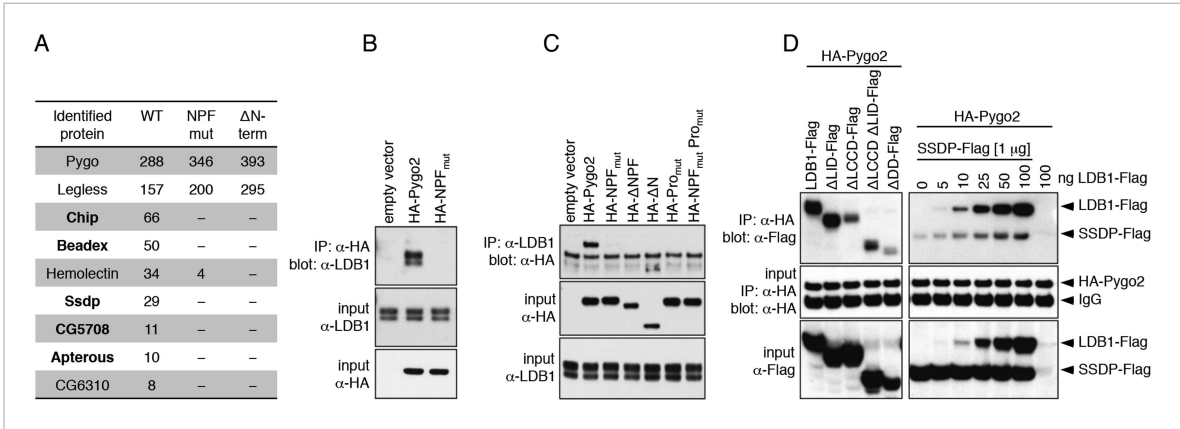 A
Identified protein WT NPF mut ΔN-term
Pygo 288 346 393
Legless 157 200 295
Chip 66 – –
Beadex 50 – –
Hemolectin 34 4 –
Ssdp 29 – –
CG5708 11 – –
Apterous 10 – –
CG6310 8 – –
B
empty vector
HA-Pygo2
HA-NPFmut
IP: α-HA
blot: α-LDB1
input
α-LDB1
input
α-HA
C
empty vector
HA-Pygo2
HA-NPFmut
HA-ΔNPF
HA-ΔN
HA-Promut
HA-NPFmut Promut
IP: α-LDB1
blot: α-HA
input
α-HA
input
α-LDB1
D
HA-Pygo2
LDB1-Flag
ΔLID-Flag
ΔLCCD-Flag
ΔLCCD ΔLID-Flag
ΔDD-Flag
HA-Pygo2
SSDP-Flag [1 μg]
0 5 10 25 50 100 100 ng LDB1-Flag
IP: α-HA
blot: α-Flag
LDB1-Flag
SSDP-Flag
input
IP: α-HA
blot: α-HA
HA-Pygo2
IgG
input
α-Flag
LDB1-Flag
SSDP-Flag